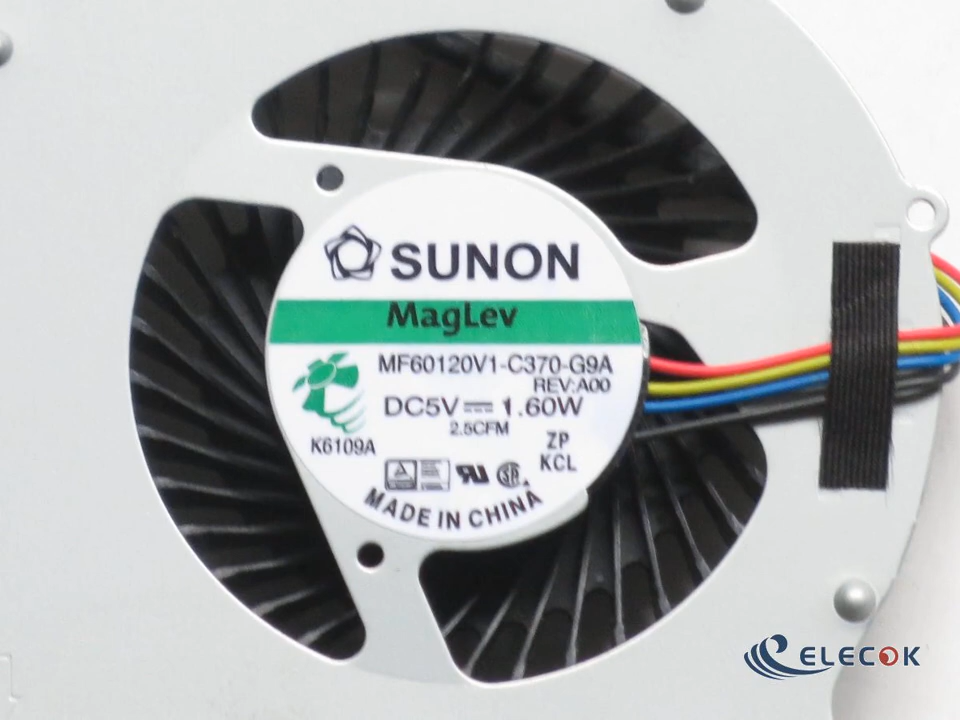 SUNON
MagLev
MF60120V1-C370-G9A
REV:A00
DC5V⎓1.60W
2.5CFM
K6109A
ZP
KCL
MADE IN CHINA
ELECOK